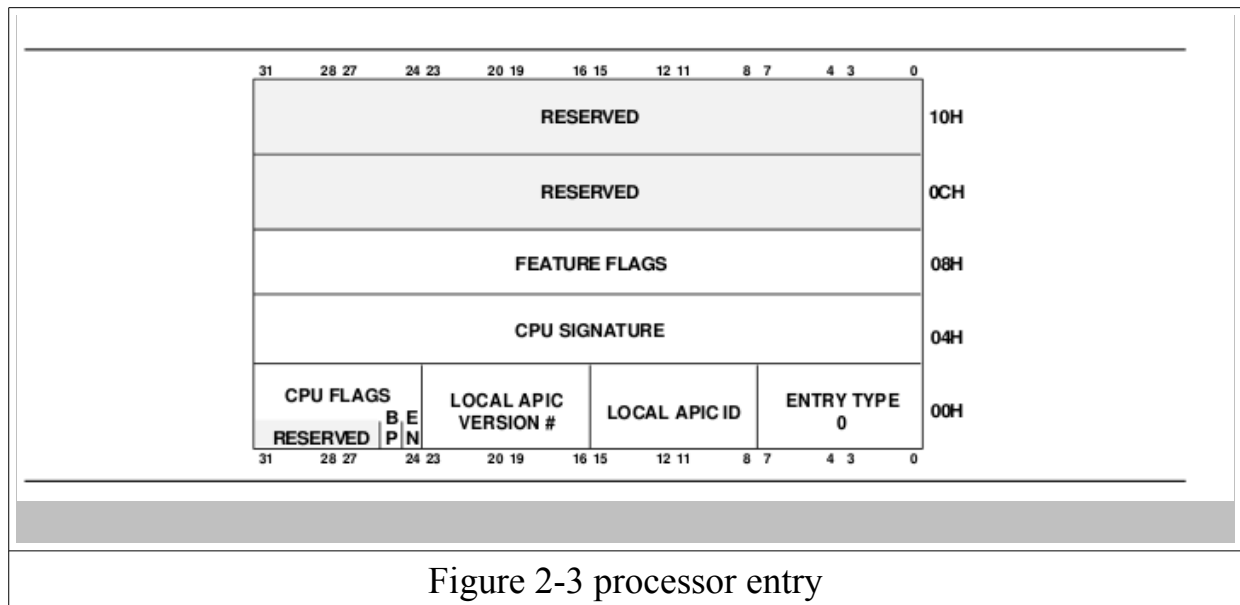 31 28 27 24 23 20 19 16 15 12 11 8 7 4 3 0
RESERVED 10H
RESERVED 0CH
FEATURE FLAGS 08H
CPU SIGNATURE 04H
CPU FLAGS
RESERVED
B
P
E
N
LOCAL APIC
VERSION #
LOCAL APIC ID
ENTRY TYPE
0
00H
31 28 27 24 23 20 19 16 15 12 11 8 7 4 3 0
Figure 2-3 processor entry